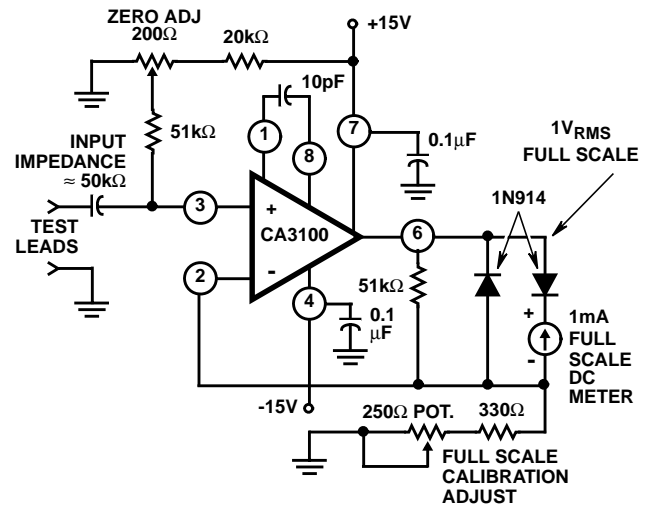 ZERO ADJ
200Ω
20kΩ
+15V
10pF
51kΩ
1
8
7
0.1µF
1VRMS
FULL SCALE
INPUT
IMPEDANCE
≈ 50kΩ
3
+
CA3100
-
6
1N914
TEST
LEADS
2
4
51kΩ
0.1
µF
+
-
1mA
FULL
SCALE
DC
METER
-15V
250Ω POT.
330Ω
FULL SCALE
CALIBRATION
ADJUST